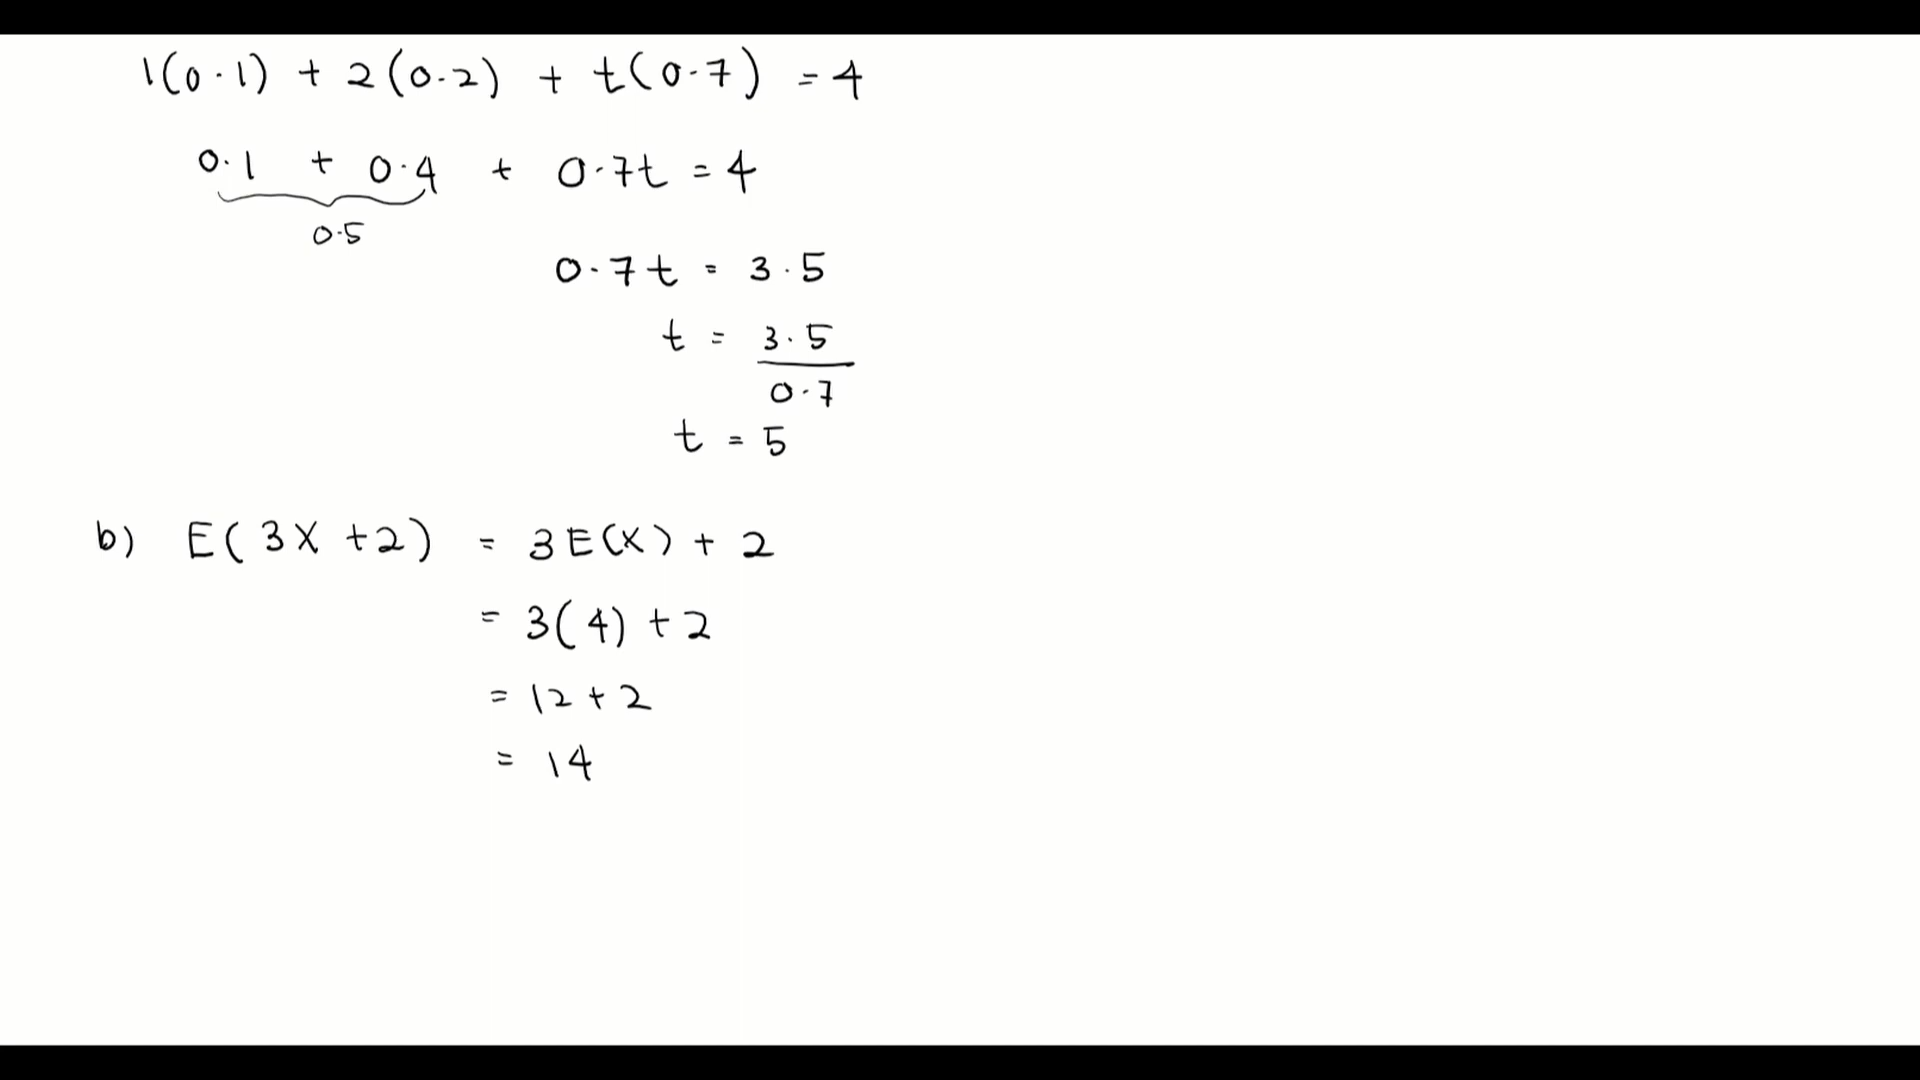 1(0.1) + 2(0.2) + t(0.7) = 4
0.1 + 0.4 + 0.7t = 4
0.5
0.7t = 3.5
t = 3.5
0.7
t = 5
b) E(3X +2) = 3E(X) + 2
= 3(4) + 2
= 12 + 2
= 14